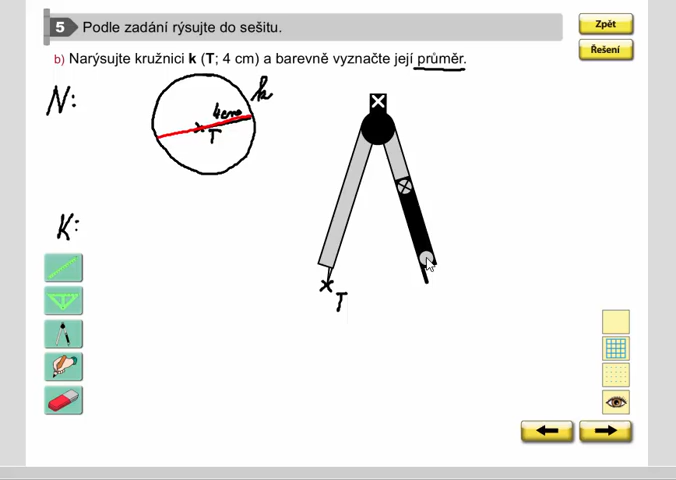 5 Podle zadání rýsujte do sešitu.
Zpět
Řešení
b) Narýsujte kružnici k (T; 4 cm) a barevně vyznačte její průměr.
N:
k
4cm
T
K:
T